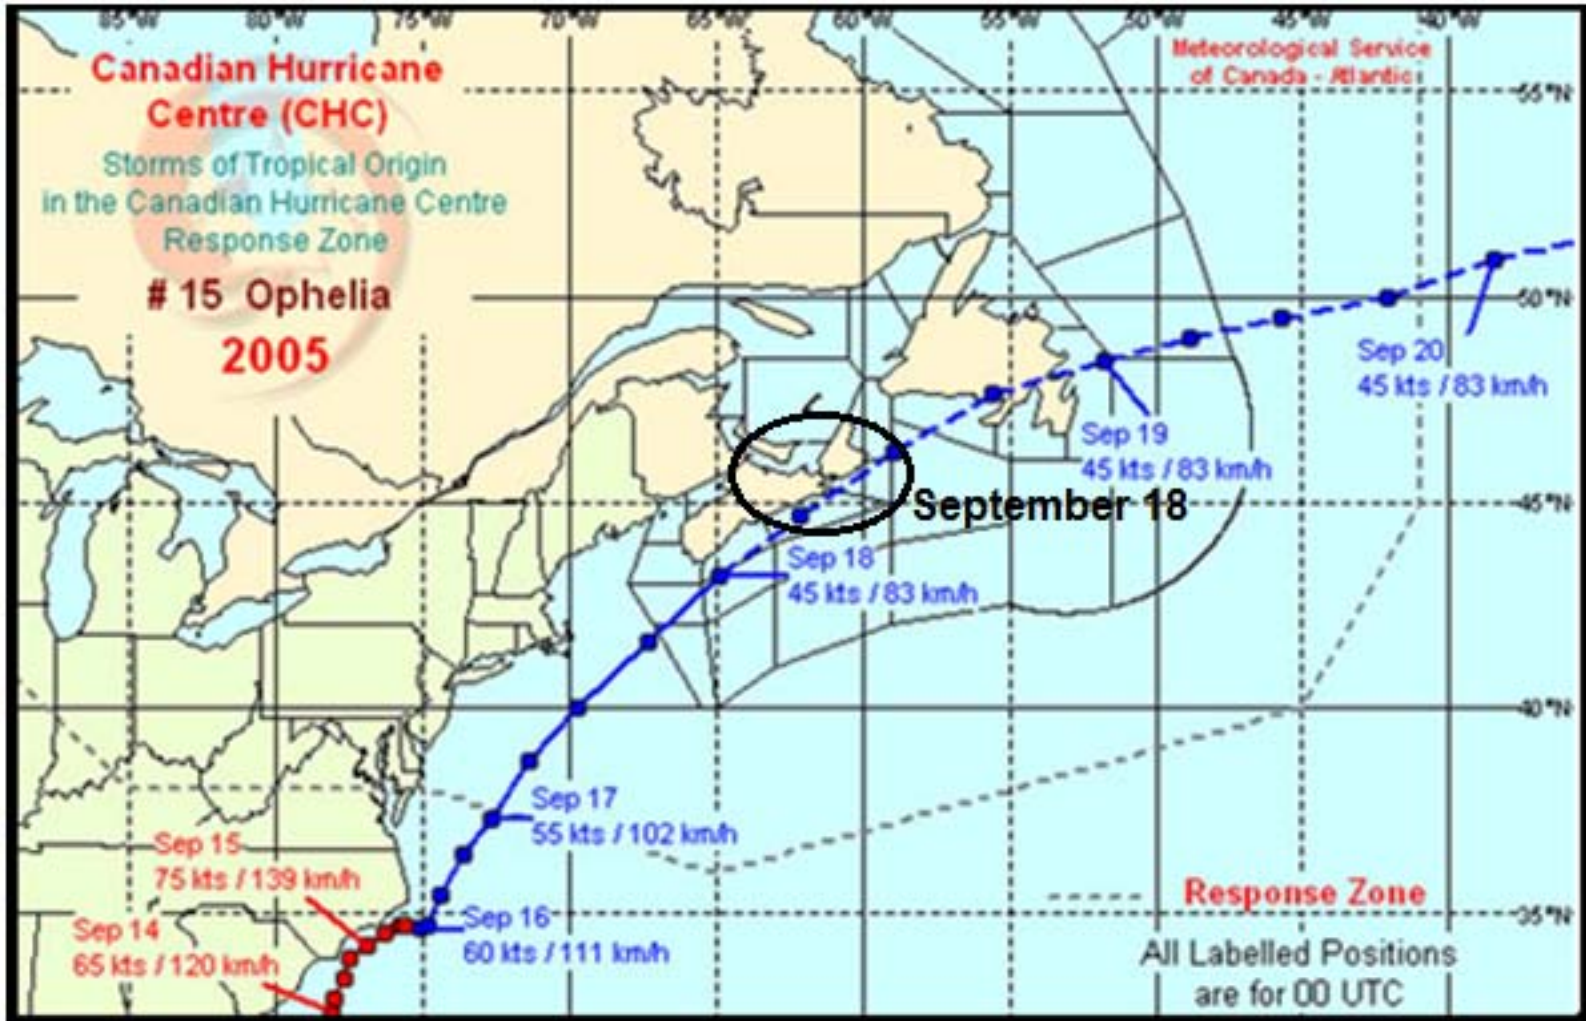 85°W 80°W 75°W 70°W 65°W 60°W 55°W 50°W 45°W 40°W
Canadian Hurricane
Centre (CHC)
Storms of Tropical Origin
in the Canadian Hurricane Centre
Response Zone
# 15 Ophelia
2005
Meteorological Service
of Canada - Atlantic
55°N
50°N
Sep 20
45 kts / 83 km/h
Sep 19
45 kts / 83 km/h
45°N
September 18
Sep 18
45 kts / 83 km/h
40°N
Sep 17
55 kts / 102 km/h
Sep 15
75 kts / 139 km/h
Sep 16
60 kts / 111 km/h
Sep 14
65 kts / 120 km/h
Response Zone
35°N
All Labelled Positions
are for 00 UTC